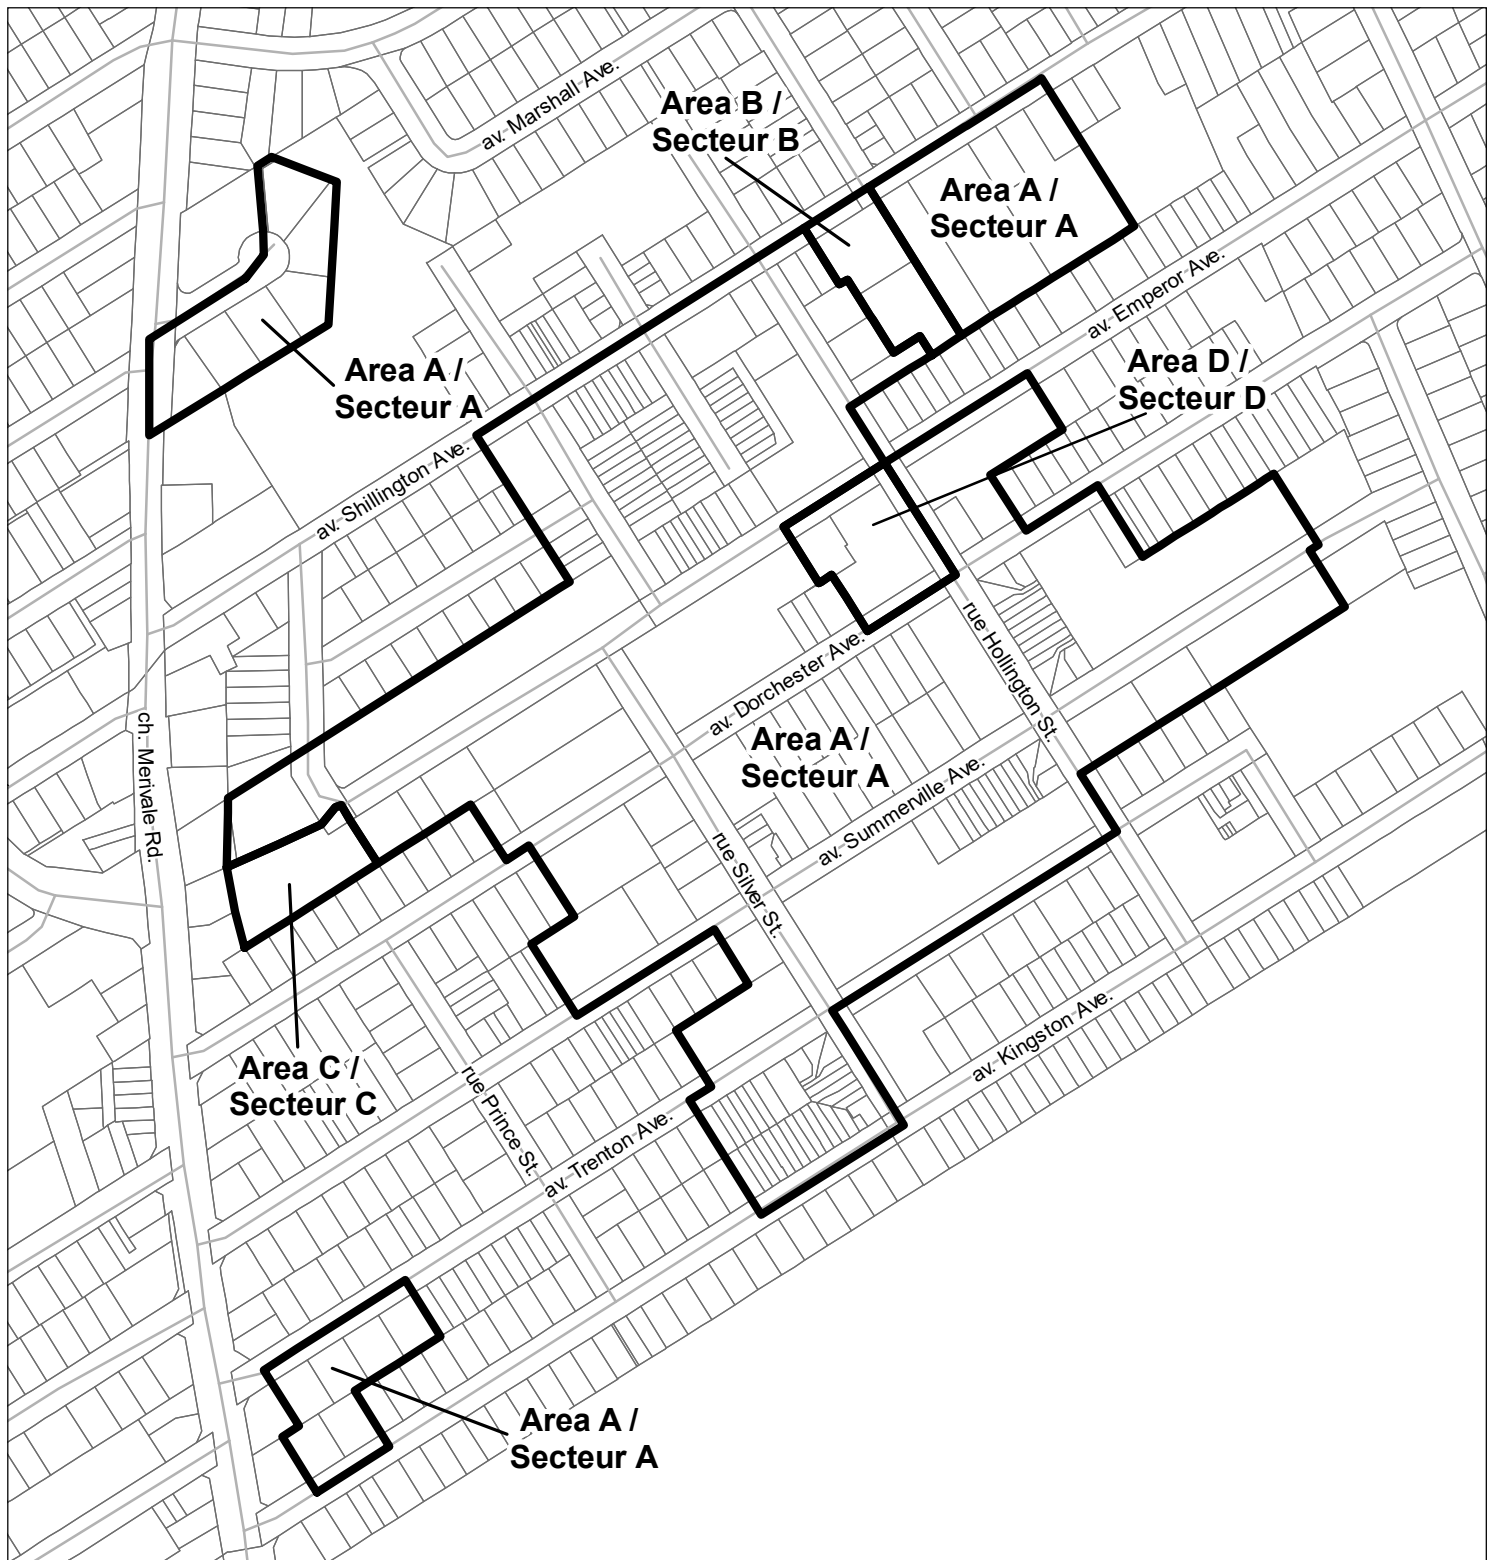 av. Marshall Ave.
Area B /
Secteur B
Area A /
Secteur A
av. Emperor Ave.
Area D /
Secteur D
Area A /
Secteur A
av. Shillington Ave.
rue Hollington St.
av. Dorchester Ave.
Area A /
Secteur A
ch. Merivale Rd.
av. Summerville Ave.
rue Silver St.
av. Kingston Ave.
Area C /
Secteur C
rue Prince St.
av. Trenton Ave.
Area A /
Secteur A